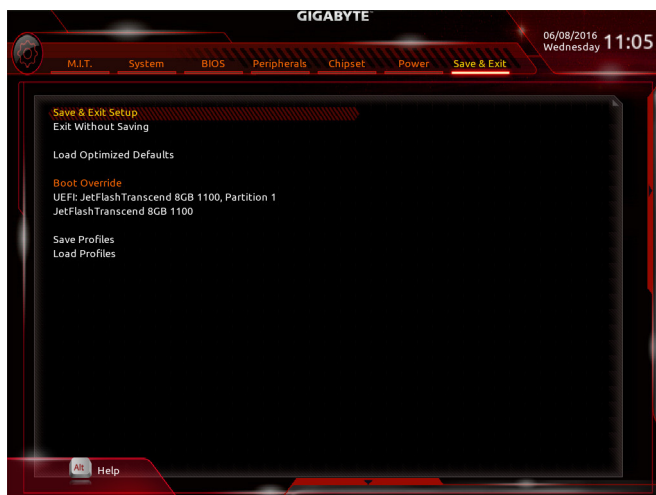 GIGABYTE™
06/08/2016 Wednesday 11:05
M.I.T. System BIOS Peripherals Chipset Power Save & Exit
Save & Exit Setup
Exit Without Saving
Load Optimized Defaults
Boot Override
UEFI: JetFlashTranscend 8GB 1100, Partition 1
JetFlashTranscend 8GB 1100
Save Profiles
Load Profiles
Alt Help